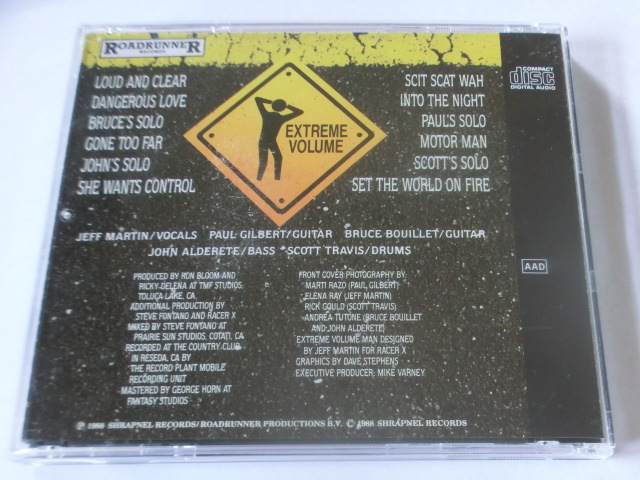 ROADRUNNER
RECORDS
COMPACT
disc
DIGITAL AUDIO
LOUD AND CLEAR
DANGEROUS LOVE
BRUCE'S SOLO
GONE TOO FAR
JOHN'S SOLO
SHE WANTS CONTROL
EXTREME
VOLUME
SCIT SCAT WAH
INTO THE NIGHT
PAUL'S SOLO
MOTOR MAN
SCOTT'S SOLO
SET THE WORLD ON FIRE
JEFF MARTIN/VOCALS PAUL GILBERT/GUITAR BRUCE BOUILLET/GUITAR
JOHN ALDERETE/BASS SCOTT TRAVIS/DRUMS
PRODUCED BY RON BLOOM AND
RICKY DELENA AT TMF STUDIOS,
TOLUCA LAKE, CA
ADDITIONAL PRODUCTION BY
STEVE FONTANO AND RACER X
MIXED BY STEVE FONTANO AT
PRAIRIE SUN STUDIOS, COTATI, CA
RECORDED AT THE COUNTRY CLUB
IN RESEDA, CA BY
THE RECORD PLANT MOBILE
RECORDING UNIT
MASTERED BY GEORGE HORN AT
FANTASY STUDIOS
FRONT COVER PHOTOGRAPHY BY:
MARTI RAZO (PAUL GILBERT)
ELENA RAY (JEFF MARTIN)
RICK GOULD (SCOTT TRAVIS)
ANDREA TUTONE (BRUCE BOUILLET
AND JOHN ALDERETE)
EXTREME VOLUME MAN DESIGNED
BY JEFF MARTIN FOR RACER X
GRAPHICS BY DAVE STEPHENS
EXECUTIVE PRODUCER: MIKE VARNEY
AAD
℗ 1988 SHRAPNEL RECORDS/ROADRUNNER PRODUCTIONS B.V. © 1988 SHRAPNEL RECORDS